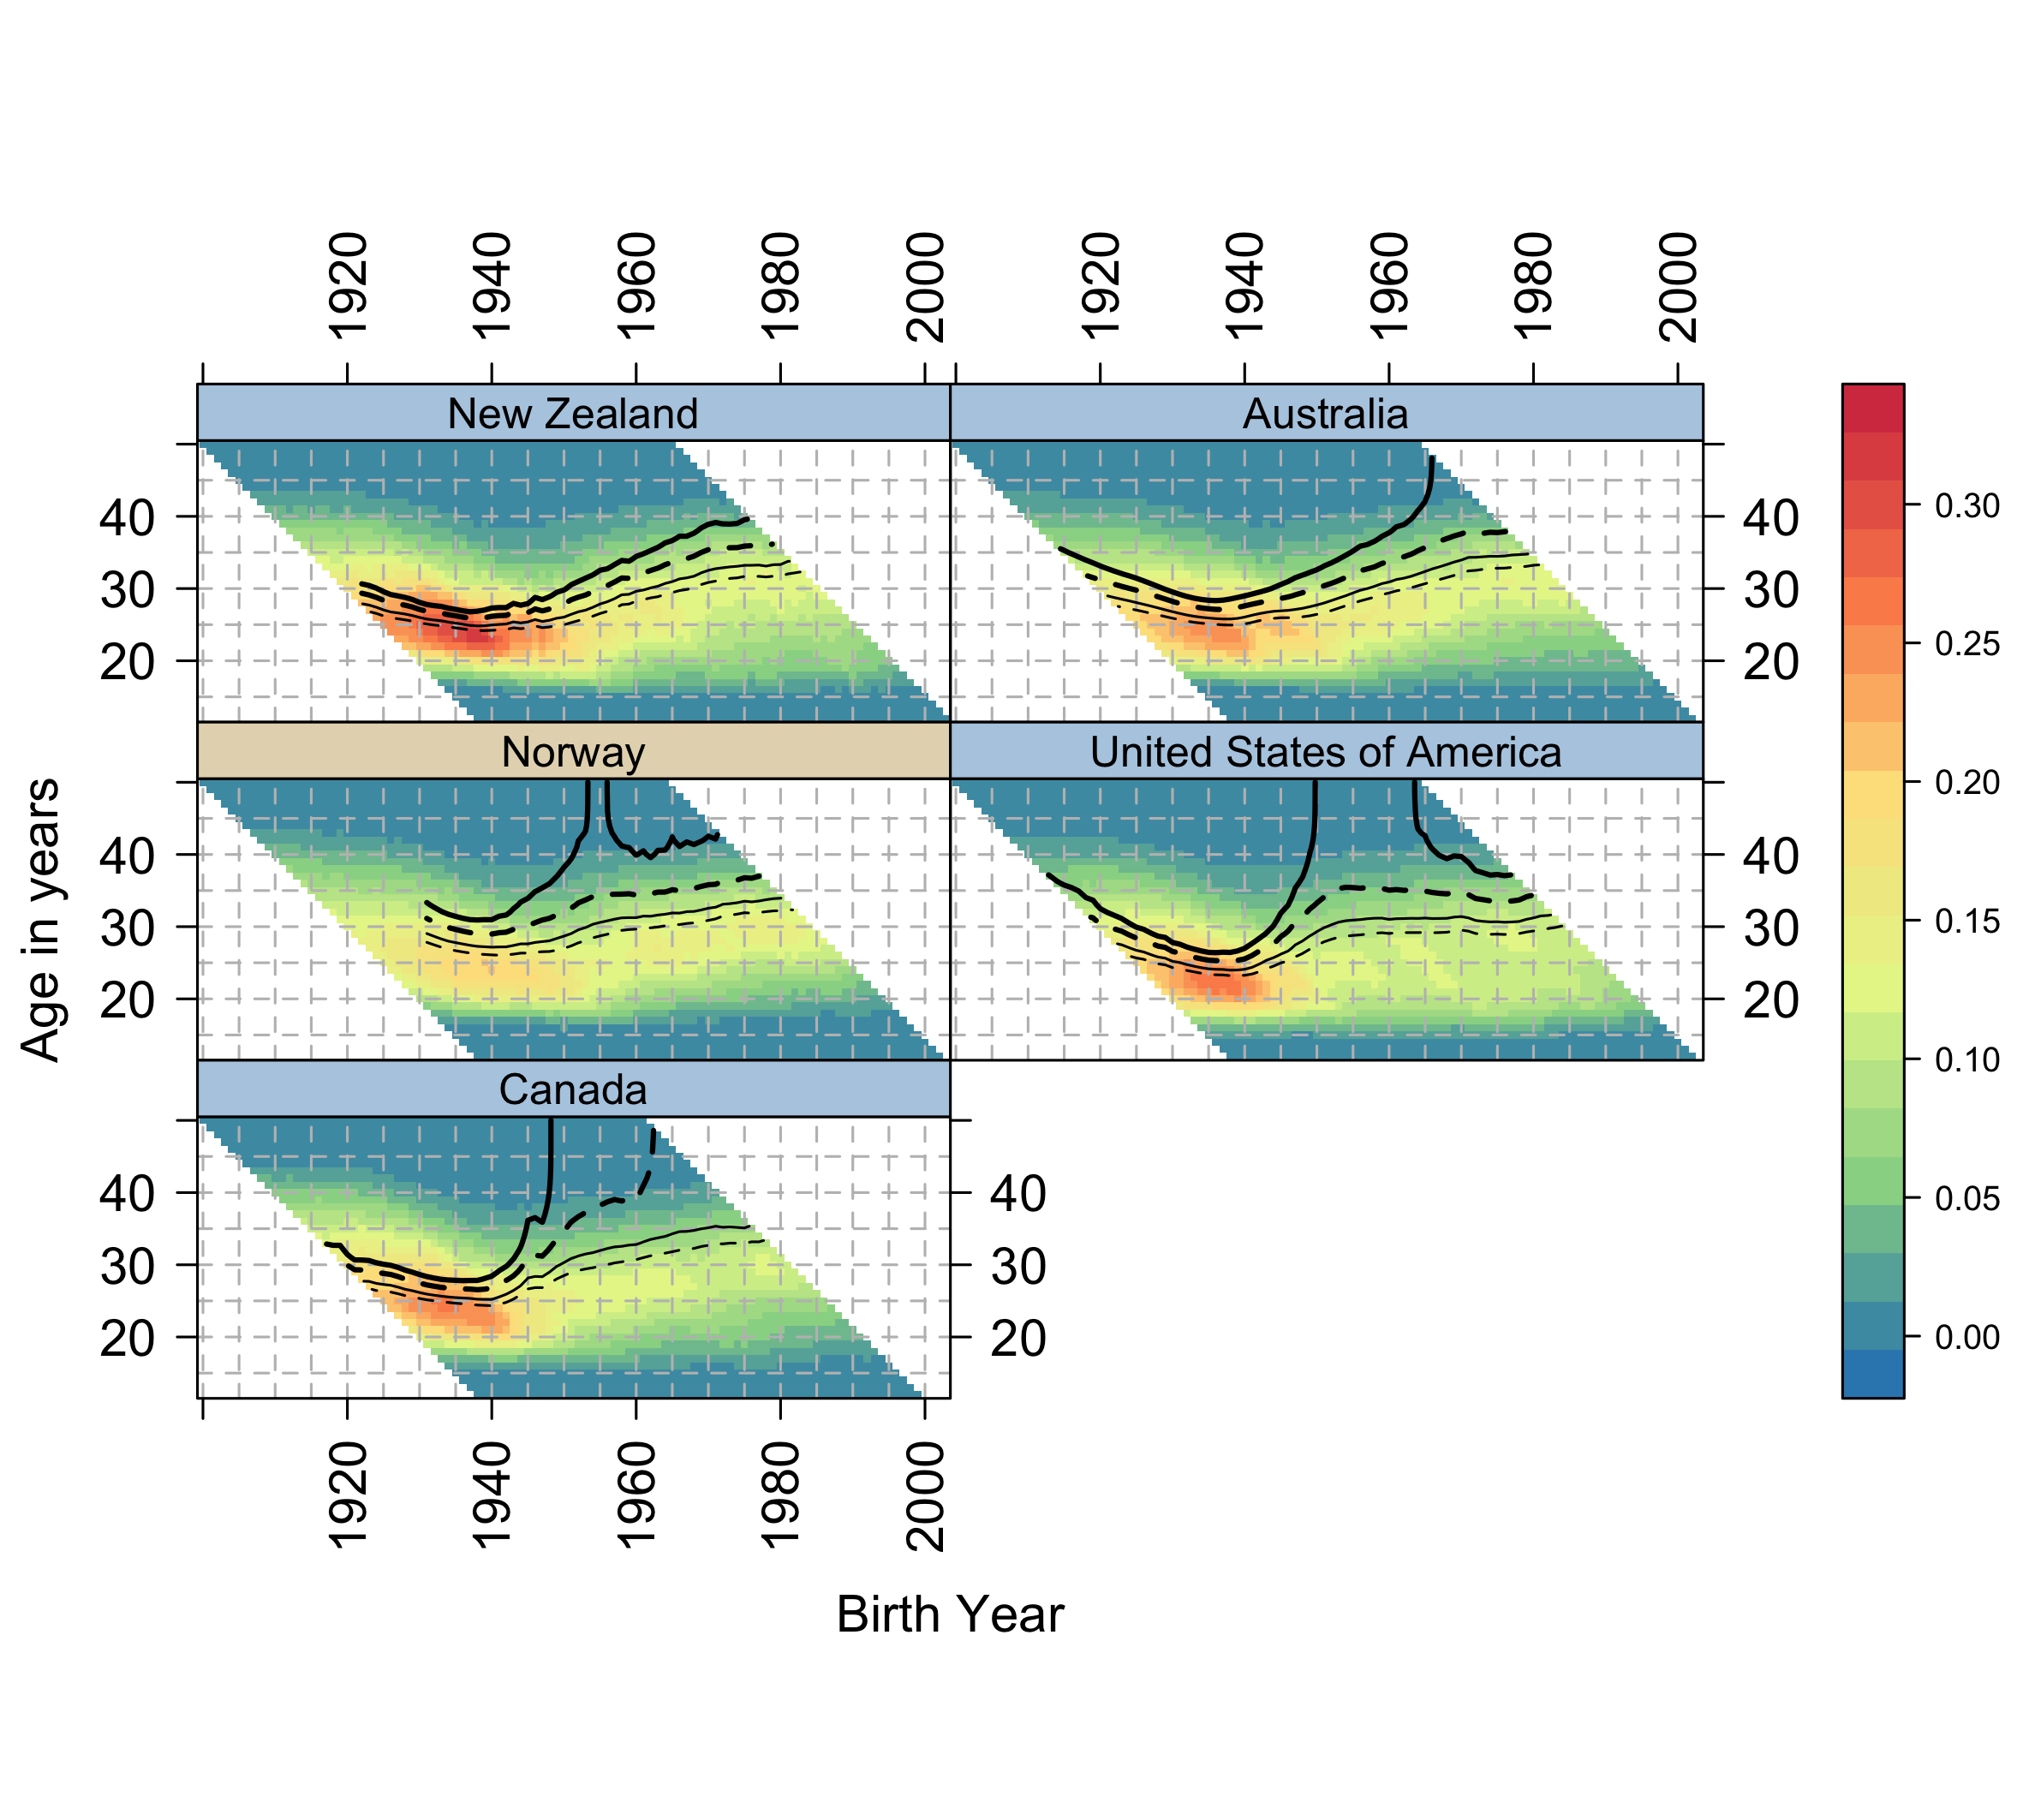 1920 1940 1960 1980 2000 1920 1940 1960 1980 2000
New Zealand Australia
40 40 0.30
30 30
20 20 0.25
Norway United States of America
0.20
40 40
30 30 0.15
20 20
0.10
Canada
40 40 0.05
30 30
20 20 0.00
Age in years
1920 1940 1960 1980 2000
Birth Year